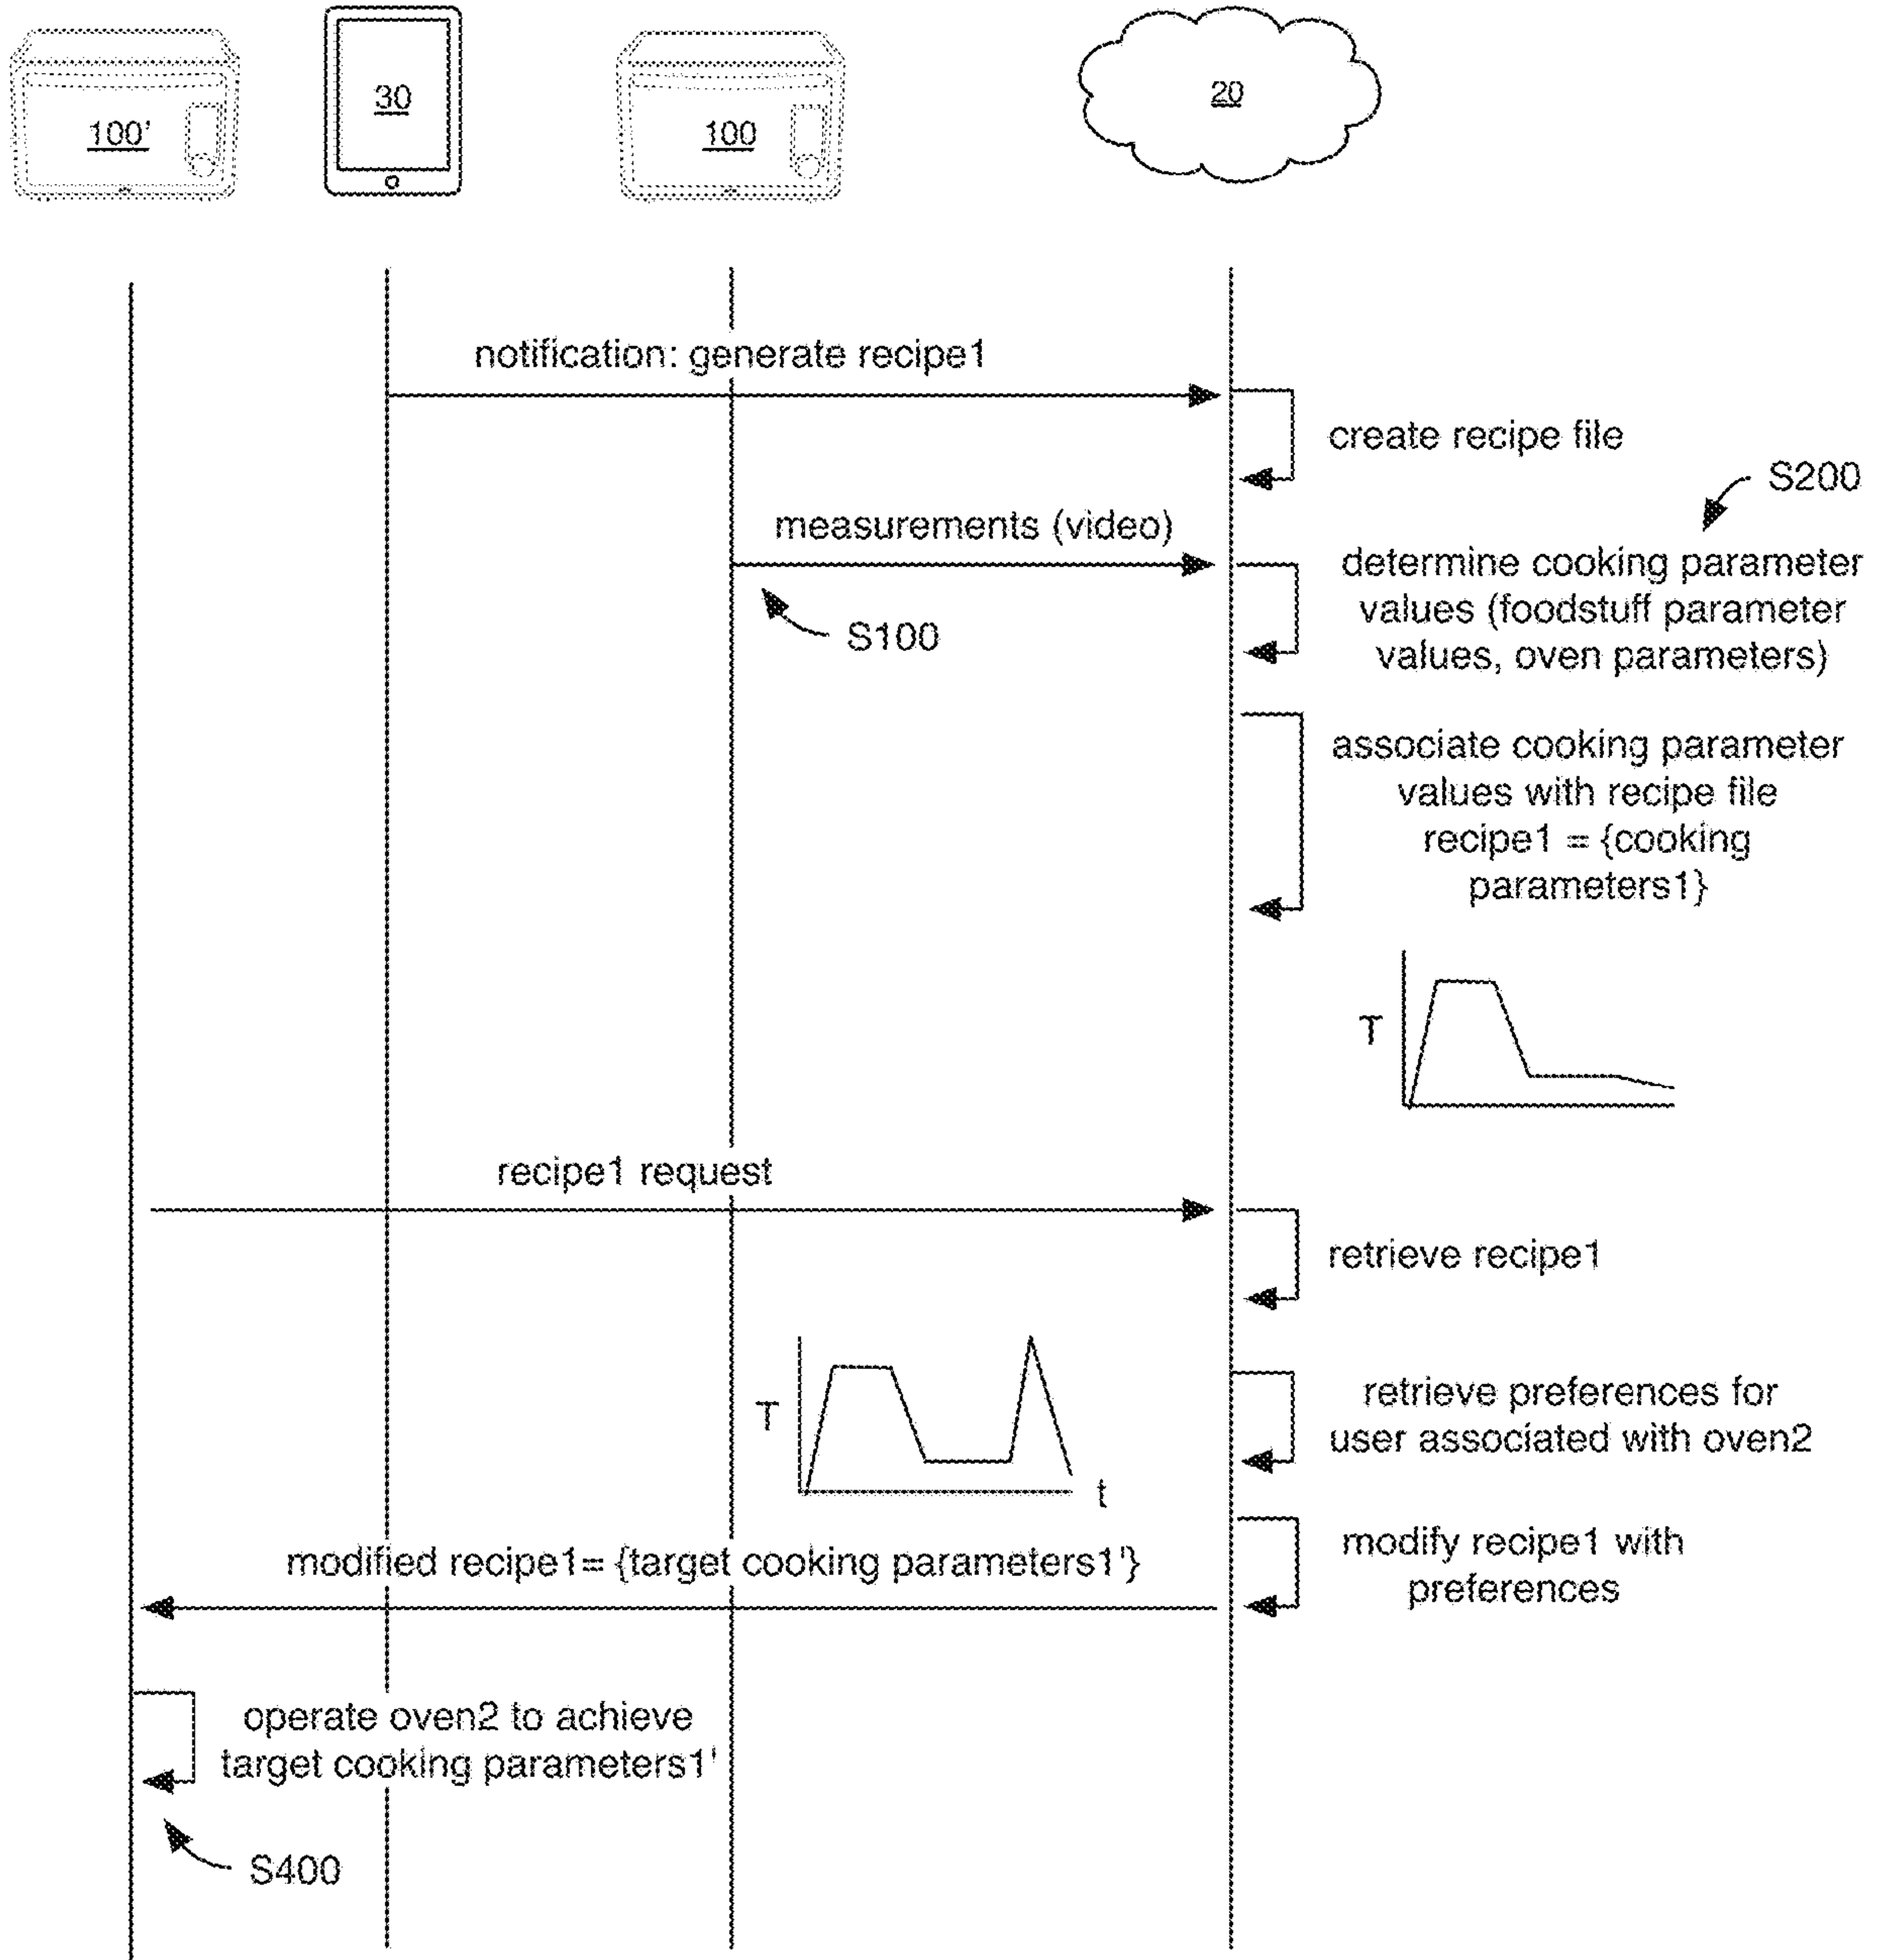 100'
30
100
20
notification: generate recipe1
create recipe file
S200
measurements (video)
determine cooking parameter
values (foodstuff parameter
values, oven parameters)
S100
associate cooking parameter
values with recipe file
recipe1 = {cooking
parameters1}
T
recipe1 request
retrieve recipe1
T
t
retrieve preferences for
user associated with oven2
modified recipe1= {target cooking parameters1'}
modify recipe1 with
preferences
operate oven2 to achieve
target cooking parameters1'
S400